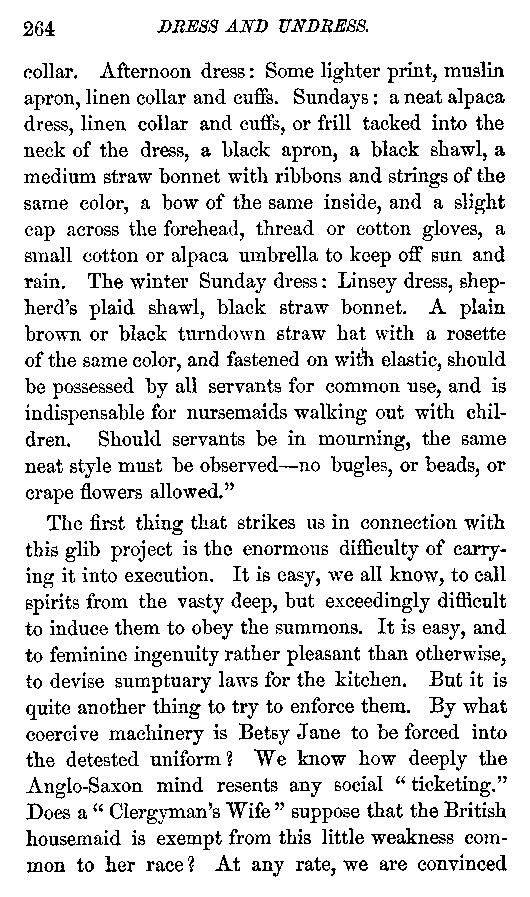 264 DRESS AND UNDRESS.
collar. Afternoon dress: Some lighter print, muslin
apron, linen collar and cuffs. Sundays: a neat alpaca
dress, linen collar and cuffs, or frill tacked into the
neck of the dress, a black apron, a black shawl, a
medium straw bonnet with ribbons and strings of the
same color, a bow of the same inside, and a slight
cap across the forehead, thread or cotton gloves, a
small cotton or alpaca umbrella to keep off sun and
rain. The winter Sunday dress: Linsey dress, shep-
herd's plaid shawl, black straw bonnet. A plain
brown or black turndown straw hat with a rosette
of the same color, and fastened on with elastic, should
be possessed by all servants for common use, and is
indispensable for nursemaids walking out with chil-
dren. Should servants be in mourning, the same
neat style must be observed—no bugles, or beads, or
crape flowers allowed."
The first thing that strikes us in connection with
this glib project is the enormous difficulty of carry-
ing it into execution. It is easy, we all know, to call
spirits from the vasty deep, but exceedingly difficult
to induce them to obey the summons. It is easy, and
to feminine ingenuity rather pleasant than otherwise,
to devise sumptuary laws for the kitchen. But it is
quite another thing to try to enforce them. By what
coercive machinery is Betsy Jane to be forced into
the detested uniform? We know how deeply the
Anglo-Saxon mind resents any social "ticketing."
Does a "Clergyman's Wife" suppose that the British
housemaid is exempt from this little weakness com-
mon to her race? At any rate, we are convinced